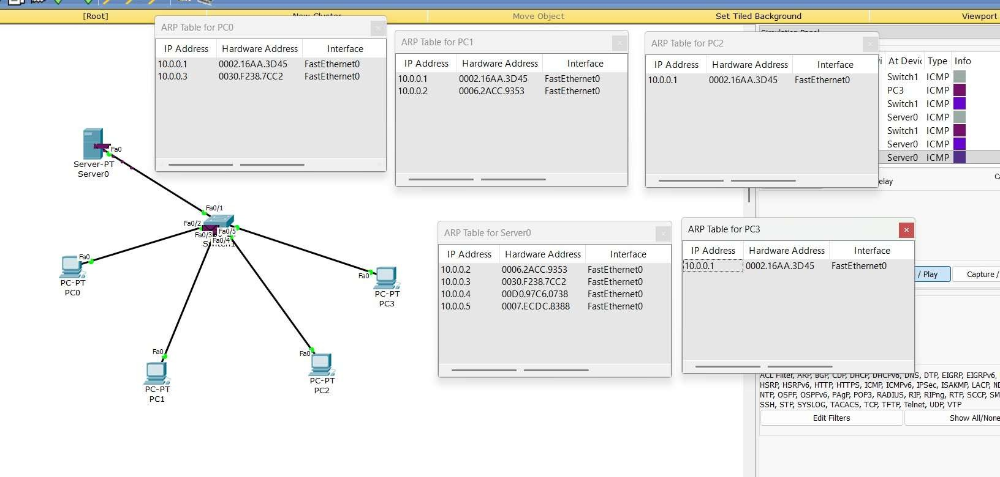 [Root] New Cluster Move Object Set Tiled Background Viewport
ARP Table for PC0
IP Address Hardware Address Interface
10.0.0.1 0002.16AA.3D45 FastEthernet0
10.0.0.3 0030.F238.7CC2 FastEthernet0
ARP Table for PC1
IP Address Hardware Address Interface
10.0.0.1 0002.16AA.3D45 FastEthernet0
10.0.0.2 0006.2ACC.9353 FastEthernet0
ARP Table for PC2
IP Address Hardware Address Interface
10.0.0.1 0002.16AA.3D45 FastEthernet0
Simulation Panel
At Devi Type Info
Switch1 ICMP
PC3 ICMP
Switch1 ICMP
Server0 ICMP
Switch1 ICMP
Server0 ICMP
Server0 ICMP
elay
Fa0
Server-PT
Server0
Fa0/1
Fa0/2
Fa0/3
Fa0/5
Fa0/4
Switch1
Fa0
PC-PT
PC0
Fa0
PC-PT
PC1
Fa0
PC-PT
PC2
Fa0
PC-PT
PC3
ARP Table for Server0
IP Address Hardware Address Interface
10.0.0.2 0006.2ACC.9353 FastEthernet0
10.0.0.3 0030.F238.7CC2 FastEthernet0
10.0.0.4 00D0.97C6.0738 FastEthernet0
10.0.0.5 0007.ECDC.8388 FastEthernet0
ARP Table for PC3
IP Address Hardware Address Interface
10.0.0.1 0002.16AA.3D45 FastEthernet0
/ Play Capture /
ACL Filter, ARP, BGP, CDP, DHCP, DHCPv6, DNS, DTP, EIGRP, EIGRPv6,
HSRP, HSRPv6, HTTP, HTTPS, ICMP, ICMPv6, IPSec, ISAKMP, LACP, ND
NTP, OSPF, OSPFv6, PAgP, POP3, RADIUS, RIP, RIPng, RTP, SCCP, SM
SSH, STP, SYSLOG, TACACS, TCP, TFTP, Telnet, UDP, VTP
Edit Filters Show All/None